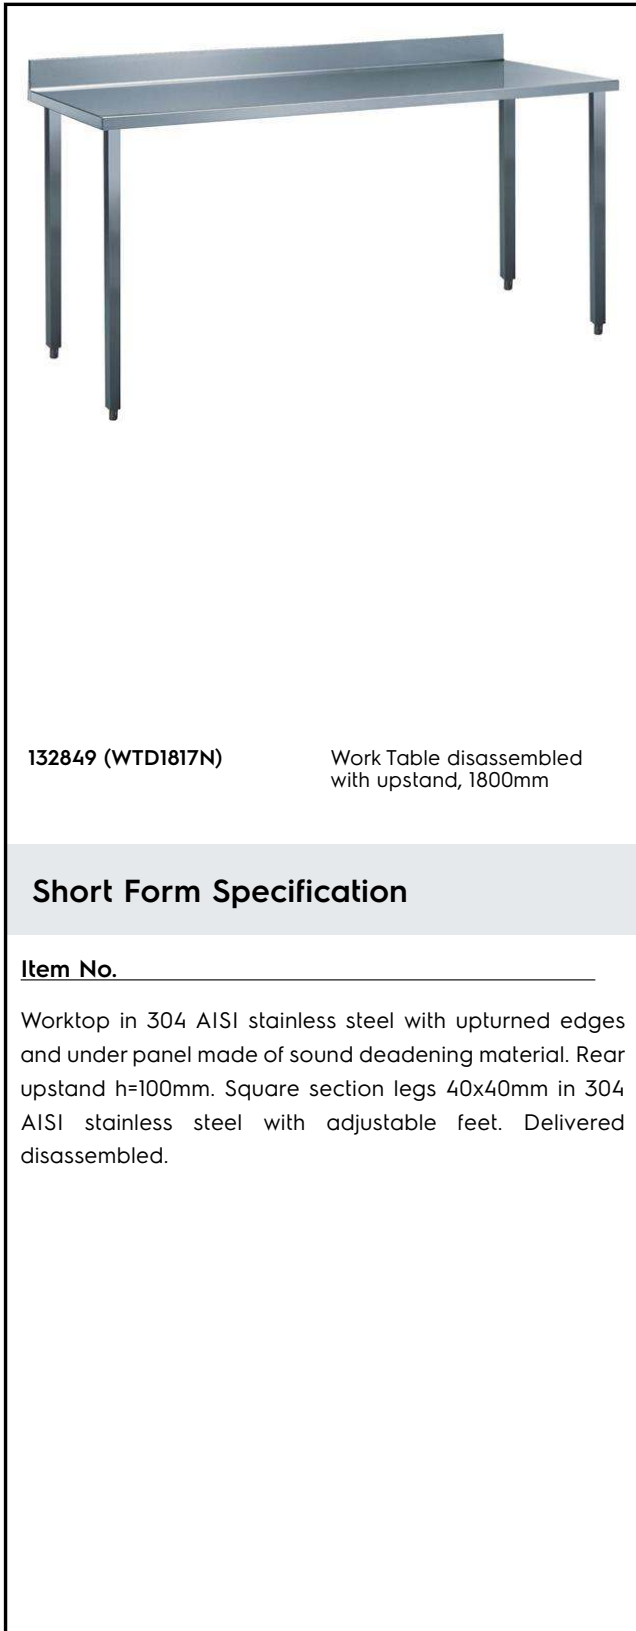 132849 (WTD1817N)
Work Table disassembled
with upstand, 1800mm
Short Form Specification
Item No.
Worktop in 304 AISI stainless steel with upturned edges
and under panel made of sound deadening material. Rear
upstand h=100mm. Square section legs 40x40mm in 304
AISI stainless steel with adjustable feet. Delivered
disassembled.